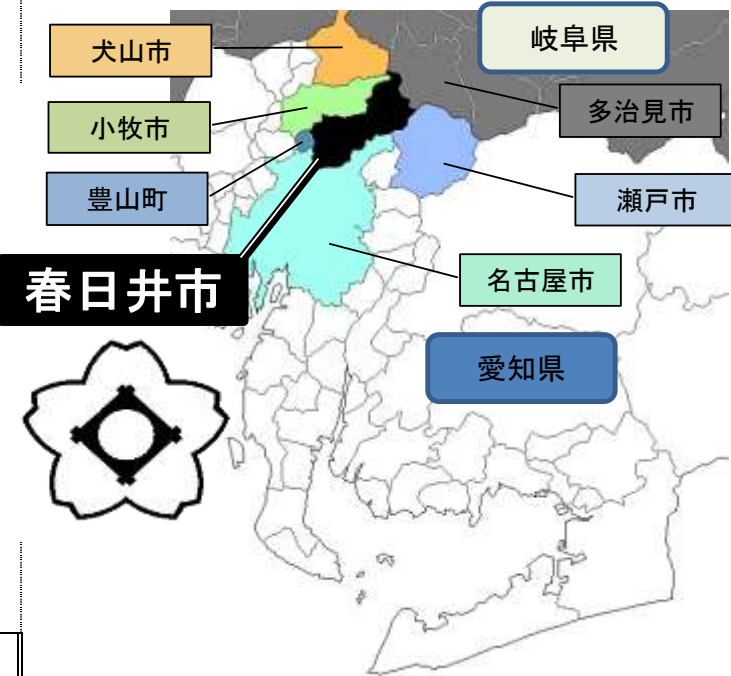 岐阜県
犬山市
多治見市
小牧市
豊山町
瀬戸市
春日井市
名古屋市
愛知県